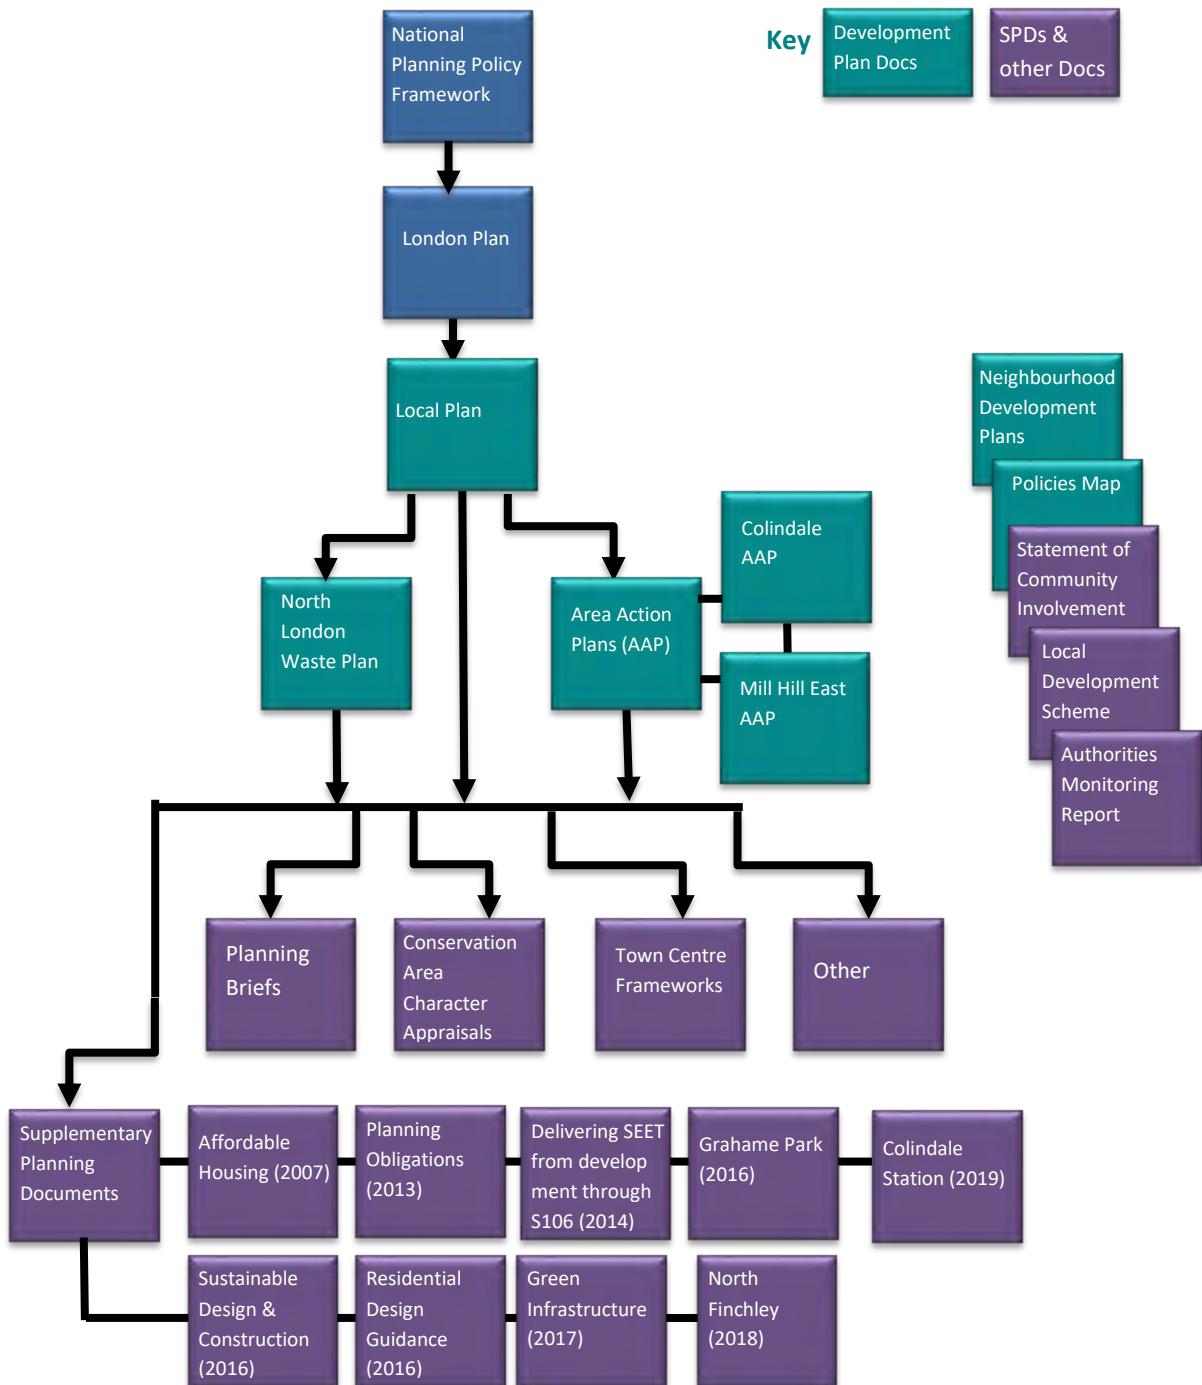 National
Planning Policy
Framework
Key
Development
Plan Docs
SPDs &
other Docs
London Plan
Local Plan
Neighbourhood
Development
Plans
Policies Map
Statement of
Community
Involvement
Local
Development
Scheme
Authorities
Monitoring
Report
North
London
Waste Plan
Area Action
Plans (AAP)
Colindale
AAP
Mill Hill East
AAP
Planning
Briefs
Conservation
Area
Character
Appraisals
Town Centre
Frameworks
Other
Supplementary
Planning
Documents
Affordable
Housing (2007)
Planning
Obligations
(2013)
Delivering SEET
from develop
ment through
S106 (2014)
Grahame Park
(2016)
Colindale
Station (2019)
Sustainable
Design &
Construction
(2016)
Residential
Design
Guidance
(2016)
Green
Infrastructure
(2017)
North
Finchley
(2018)